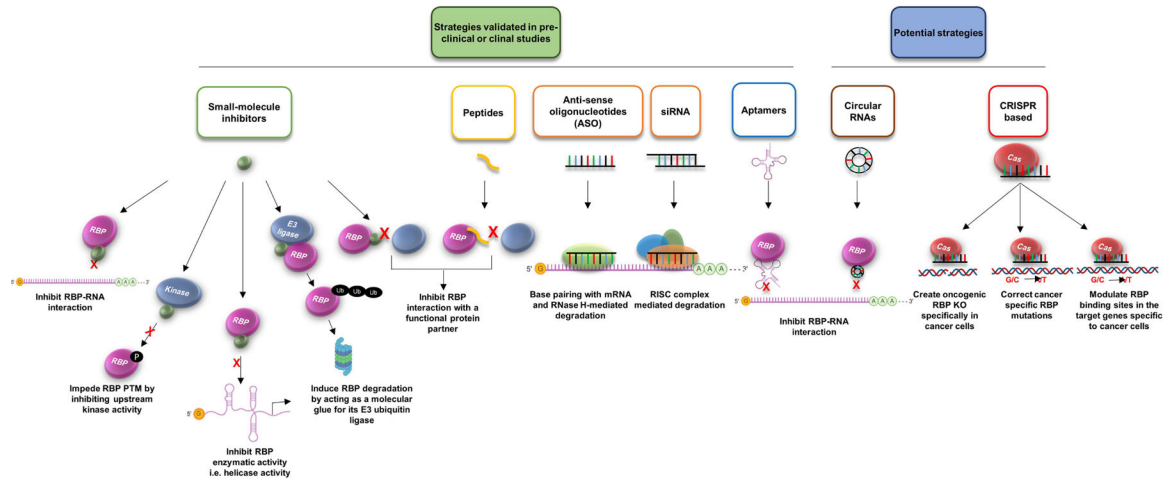 Strategies validated in pre-
clinical or clinal studies
Potential strategies
Small-molecule
inhibitors
Peptides
Anti-sense
oligonucleotides
(ASO)
siRNA
Aptamers
Circular
RNAs
CRISPR
based
Cas
RBP
5' G AAA 3'
Inhibit RBP-RNA
interaction
Kinase
RBP P
Impede RBP PTM by
inhibiting upstream
kinase activity
RBP
X
5' G
Inhibit RBP
enzymatic activity
i.e. helicase activity
E3
ligase
RBP
RBP Ub Ub Ub
Induce RBP degradation
by acting as a molecular
glue for its E3 ubiquitin
ligase
RBP X
RBP X
Inhibit RBP
interaction with a
functional protein
partner
5' G AAA 3'
Base pairing with mRNA
and RNase H-mediated
degradation
RISC complex
mediated degradation
RBP
X
RBP
X
5' G AAA 3'
Inhibit RBP-RNA
interaction
Cas
Create oncogenic
RBP KO
specifically in
cancer cells
Cas
G/C A/T
Correct cancer
specific RBP
mutations
Cas
G/C A/T
Modulate RBP
binding sites in the
target genes specific
to cancer cells